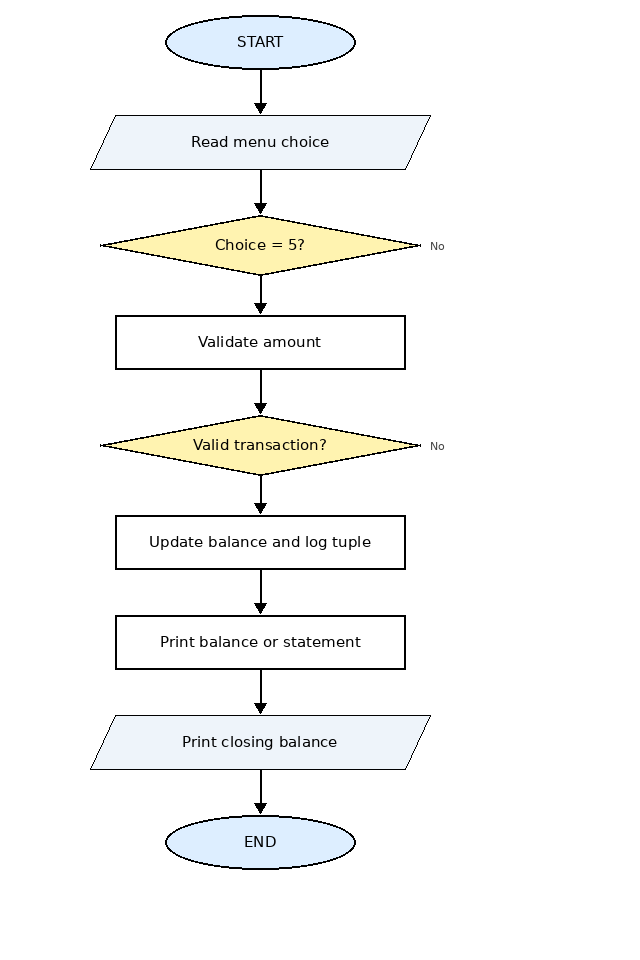 START
Read menu choice
Choice = 5?
No
Validate amount
Valid transaction?
No
Update balance and log tuple
Print balance or statement
Print closing balance
END